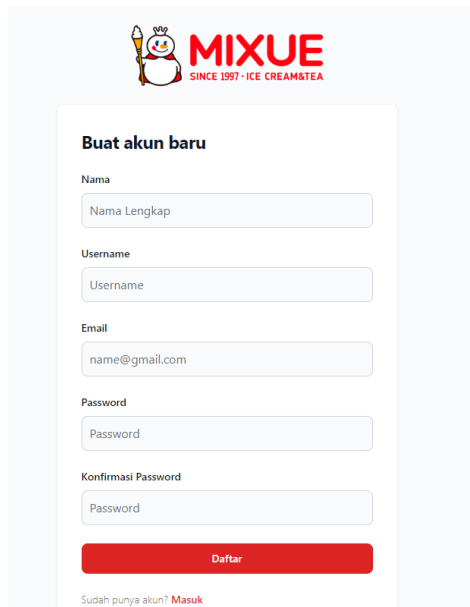 MIXUE
SINCE 1997 · ICE CREAM&TEA
Buat akun baru
Nama
Nama Lengkap
Username
Username
Email
name@gmail.com
Password
Password
Konfirmasi Password
Password
Daftar
Sudah punya akun? Masuk